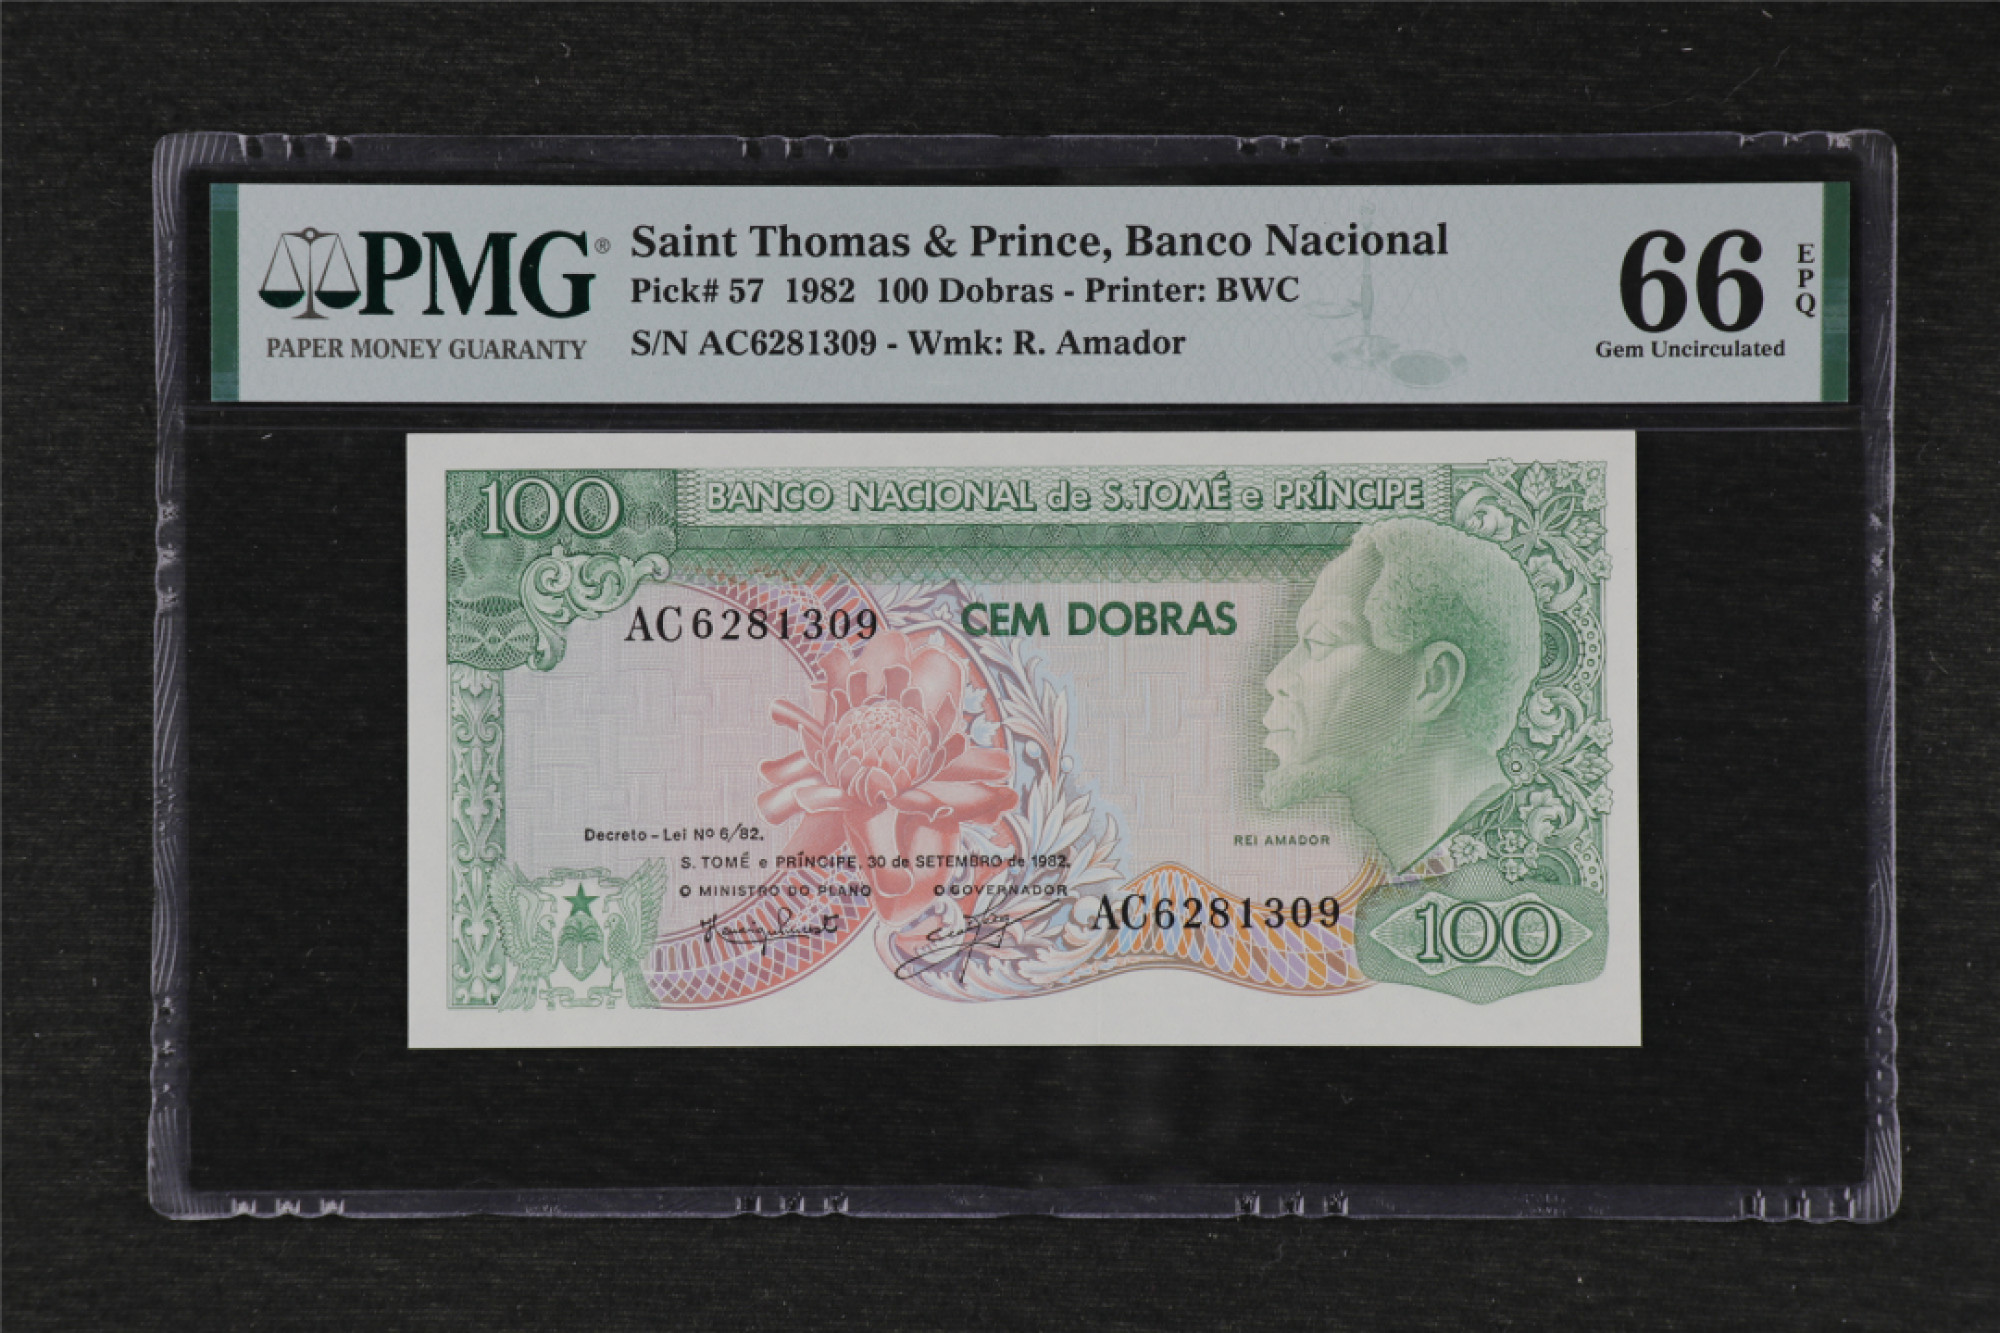 PMG®
PAPER MONEY GUARANTY
Saint Thomas & Prince, Banco Nacional
Pick# 57 1982 100 Dobras - Printer: BWC
S/N AC6281309 - Wmk: R. Amador
66
EPQ
Gem Uncirculated
100
BANCO NACIONAL de S.TOMÉ e PRÍNCIPE
AC6281309
CEM DOBRAS
Decreto - Lei Nº 6/82.
REI AMADOR
S. TOMÉ e PRÍNCIPE, 30 de SETEMBRO de 1982.
O MINISTRO DO PLANO
O GOVERNADOR
AC6281309
100